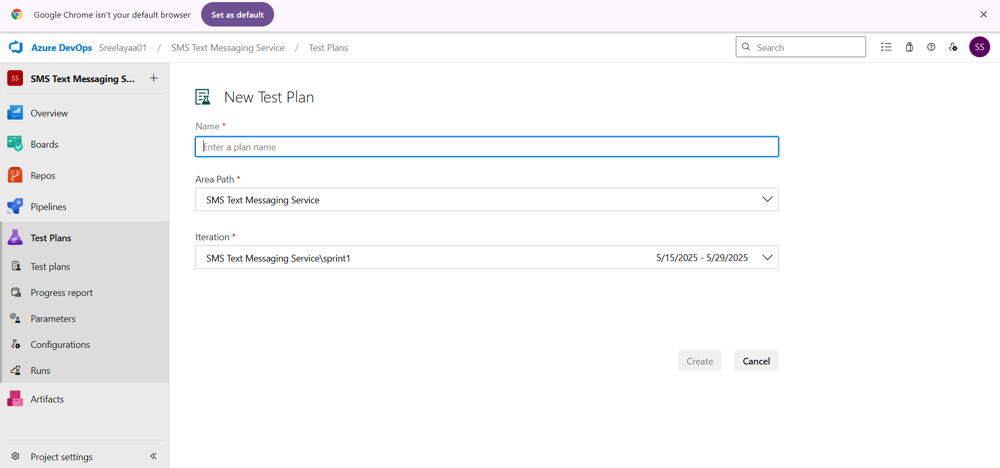 Google Chrome isn't your default browser Set as default
Azure DevOps Sreelayaa01 / SMS Text Messaging Service / Test Plans Search SS
SS SMS Text Messaging S...
Overview
Boards
Repos
Pipelines
Test Plans
Test plans
Progress report
Parameters
Configurations
Runs
Artifacts
Project settings
New Test Plan
Name *
Enter a plan name
Area Path *
SMS Text Messaging Service
Iteration *
SMS Text Messaging Service\sprint1 5/15/2025 - 5/29/2025
Create Cancel